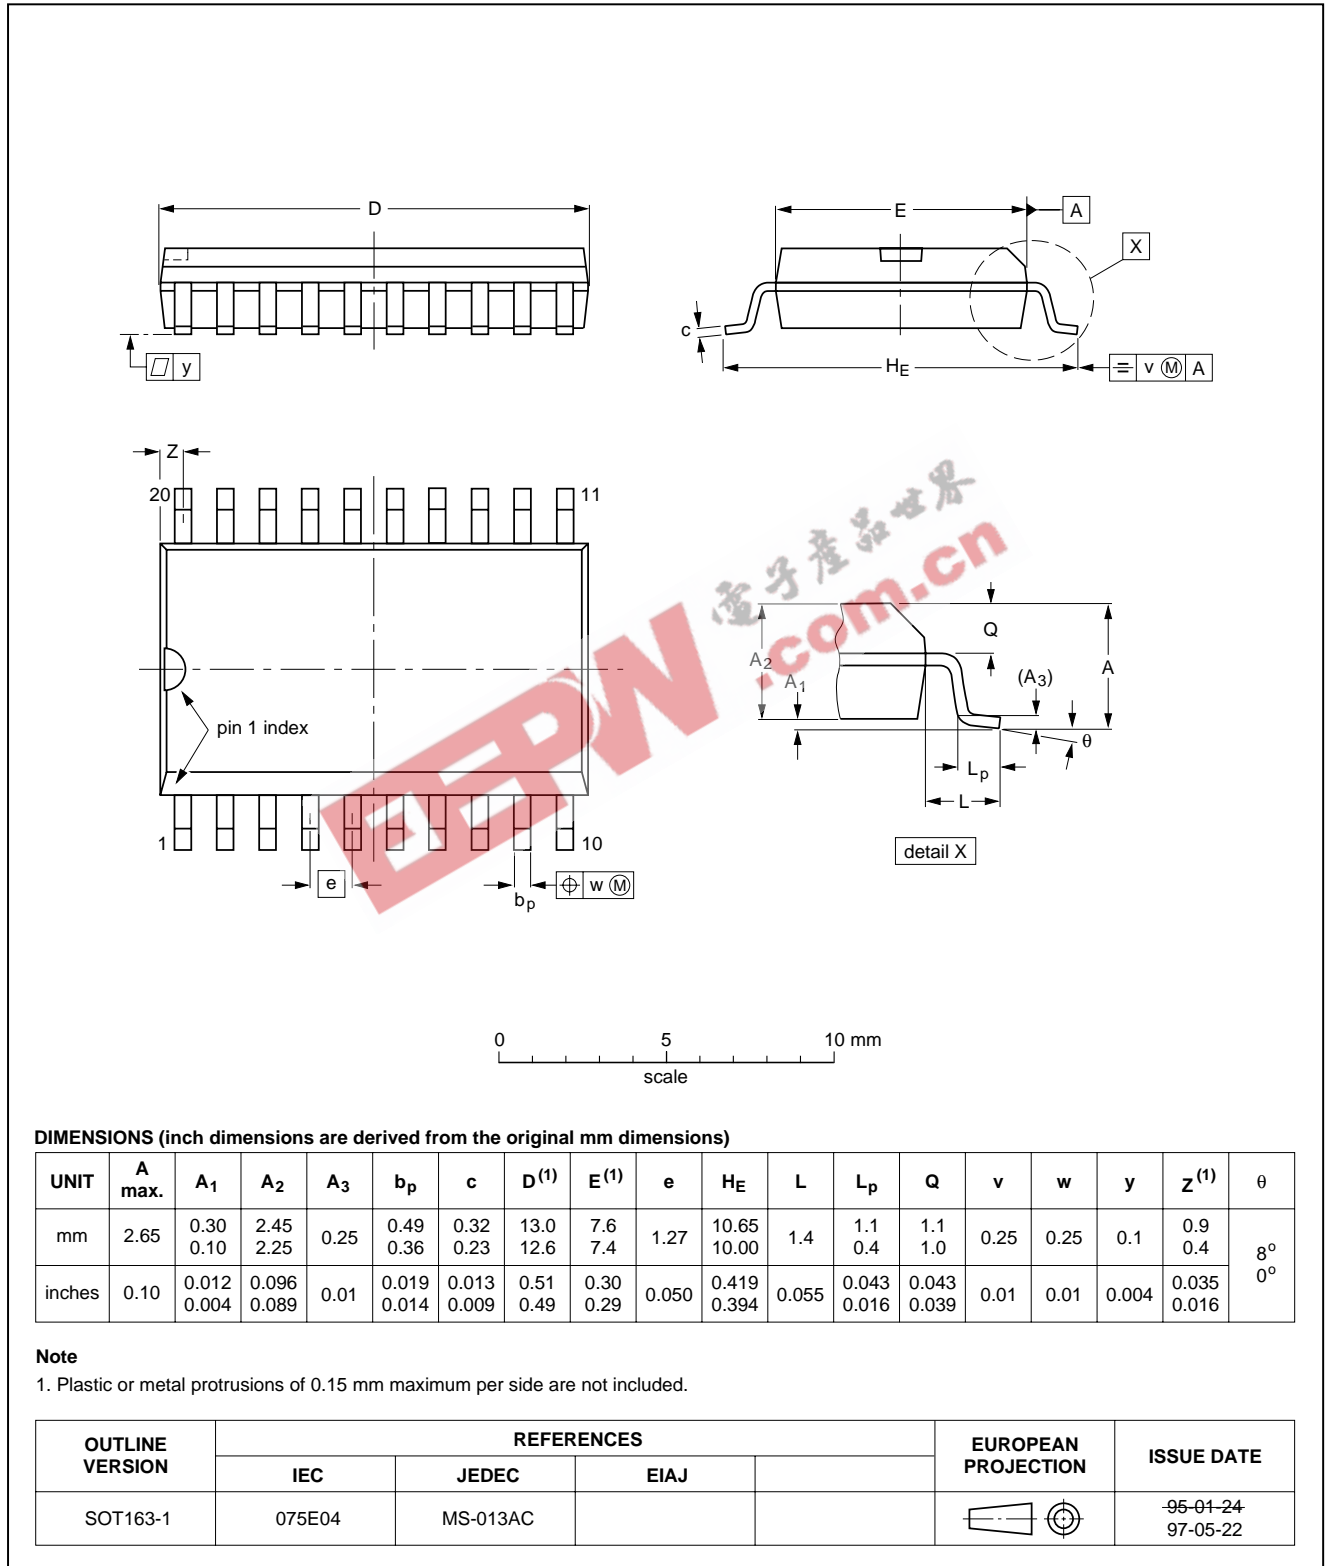 D
E
A
X
c
y
HE
v M A
Z
20
11
電子產品世界
.com.cn
EEPW
Q
A2
A1
(A3)
A
θ
Lp
L
pin 1 index
1
10
e
bp
w M
detail X
0 5 10 mm
scale
DIMENSIONS (inch dimensions are derived from the original mm dimensions)
UNIT A max. A1 A2 A3 bp c D(1) E(1) e HE L Lp Q v w y Z(1) θ
mm 2.65 0.30 0.10 2.45 2.25 0.25 0.49 0.36 0.32 0.23 13.0 12.6 7.6 7.4 1.27 10.65 10.00 1.4 1.1 0.4 1.1 1.0 0.25 0.25 0.1 0.9 0.4 8o 0o
inches 0.10 0.012 0.004 0.096 0.089 0.01 0.019 0.014 0.013 0.009 0.51 0.49 0.30 0.29 0.050 0.419 0.394 0.055 0.043 0.016 0.043 0.039 0.01 0.01 0.004 0.035 0.016
Note
1. Plastic or metal protrusions of 0.15 mm maximum per side are not included.
OUTLINE VERSION REFERENCES EUROPEAN PROJECTION ISSUE DATE
IEC JEDEC EIAJ
SOT163-1 075E04 MS-013AC 95-01-24
97-05-22